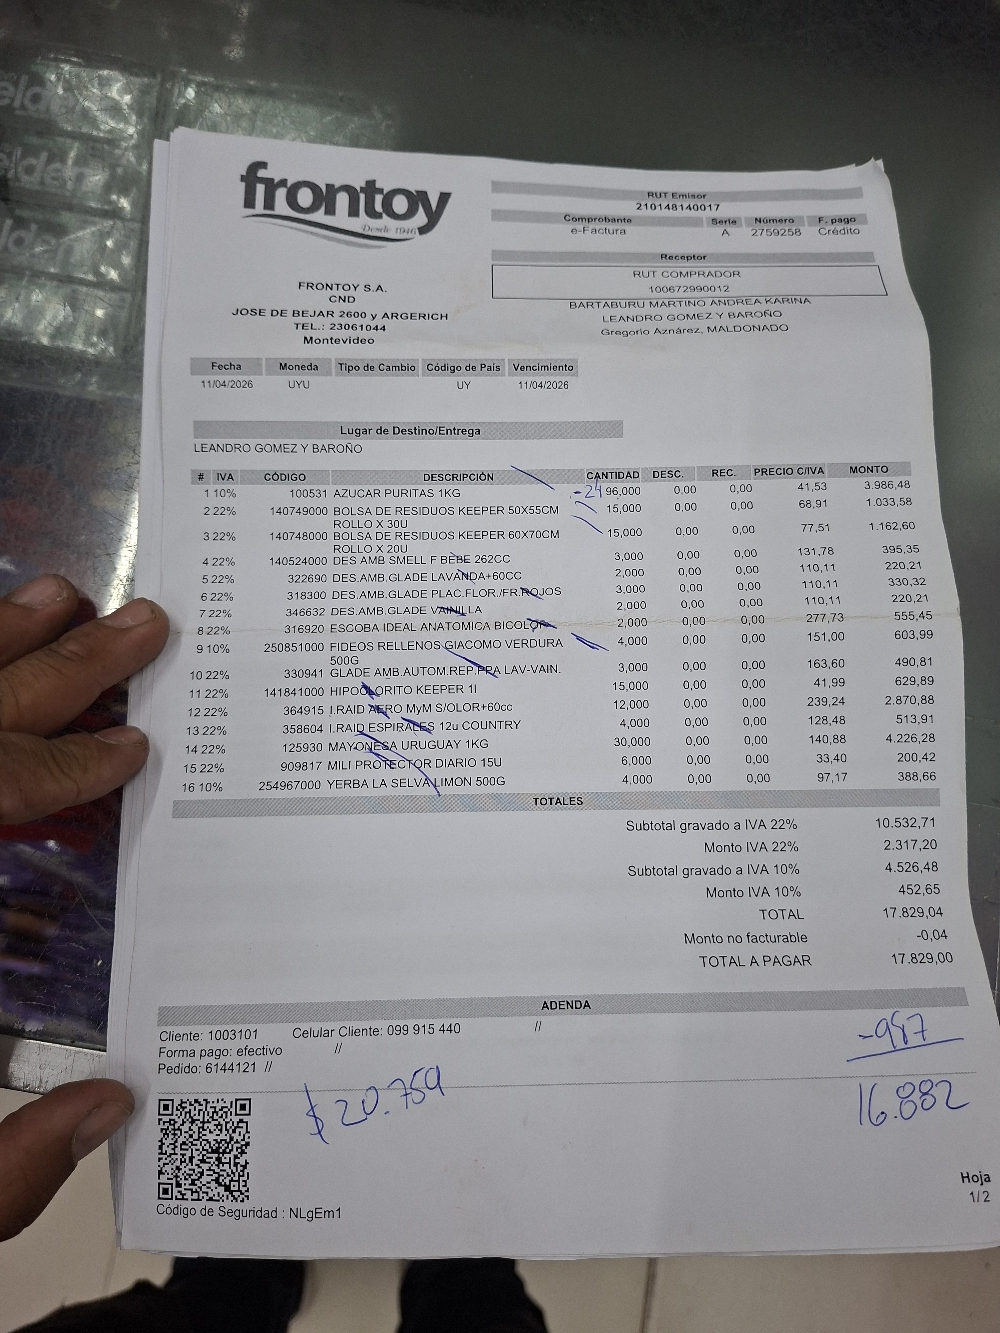 frontoy
Desde 1946
FRONTOY S.A.
CND
JOSE DE BEJAR 2600 y ARGERICH
TEL.: 23061044
Montevideo
RUT Emisor
210148140017
Comprobante Serie Número F. pago
e-Factura A 2759258 Crédito
Receptor
RUT COMPRADOR
100672990012
BARTABURU MARTINO ANDREA KARINA
LEANDRO GOMEZ Y BAROÑO
Gregorio Aznárez, MALDONADO
Fecha Moneda Tipo de Cambio Código de Pais Vencimiento
11/04/2026 UYU UY 11/04/2026
Lugar de Destino/Entrega
LEANDRO GOMEZ Y BAROÑO
# IVA CÓDIGO DESCRIPCIÓN CANTIDAD DESC. REC. PRECIO C/IVA MONTO
1 10% 100531 AZUCAR PURITAS 1KG -24 96,000 0,00 0,00 41,53 3.986,48
2 22% 140749000 BOLSA DE RESIDUOS KEEPER 50X55CM 15,000 0,00 0,00 68,91 1.033,58
ROLLO X 30U
3 22% 140748000 BOLSA DE RESIDUOS KEEPER 60X70CM 15,000 0,00 0,00 77,51 1.162,60
ROLLO X 20U
4 22% 140524000 DES AMB SMELL F BEBE 262CC 3,000 0,00 0,00 131,78 395,35
5 22% 322690 DES.AMB.GLADE LAVANDA+60CC 2,000 0,00 0,00 110,11 220,21
6 22% 318300 DES.AMB.GLADE PLAC.FLOR./FR.ROJOS 3,000 0,00 0,00 110,11 330,32
7 22% 346632 DES.AMB.GLADE VAINILLA 2,000 0,00 0,00 110,11 220,21
8 22% 316920 ESCOBA IDEAL ANATOMICA BICOLOR 2,000 0,00 0,00 277,73 555,45
9 10% 250851000 FIDEOS RELLENOS GIACOMO VERDURA 4,000 0,00 0,00 151,00 603,99
500G
10 22% 330941 GLADE AMB.AUTOM.REP.PRA LAV-VAIN. 3,000 0,00 0,00 163,60 490,81
11 22% 141841000 HIPOCLORITO KEEPER 1l 15,000 0,00 0,00 41,99 629,89
12 22% 364915 I.RAID AERO MyM S/OLOR+60cc 12,000 0,00 0,00 239,24 2.870,88
13 22% 358604 I.RAID ESPIRALES 12u COUNTRY 4,000 0,00 0,00 128,48 513,91
14 22% 125930 MAYONESA URUGUAY 1KG 30,000 0,00 0,00 140,88 4.226,28
15 22% 909817 MILI PROTECTOR DIARIO 15U 6,000 0,00 0,00 33,40 200,42
16 10% 254967000 YERBA LA SELVA LIMON 500G 4,000 0,00 0,00 97,17 388,66
TOTALES
Subtotal gravado a IVA 22% 10.532,71
Monto IVA 22% 2.317,20
Subtotal gravado a IVA 10% 4.526,48
Monto IVA 10% 452,65
TOTAL 17.829,04
Monto no facturable -0,04
TOTAL A PAGAR 17.829,00
ADENDA
Cliente: 1003101 Celular Cliente: 099 915 440 //
Forma pago: efectivo //
Pedido: 6144121 //
-947
16.882
$ 20.759
Código de Seguridad : NLgEm1
Hoja
1/2